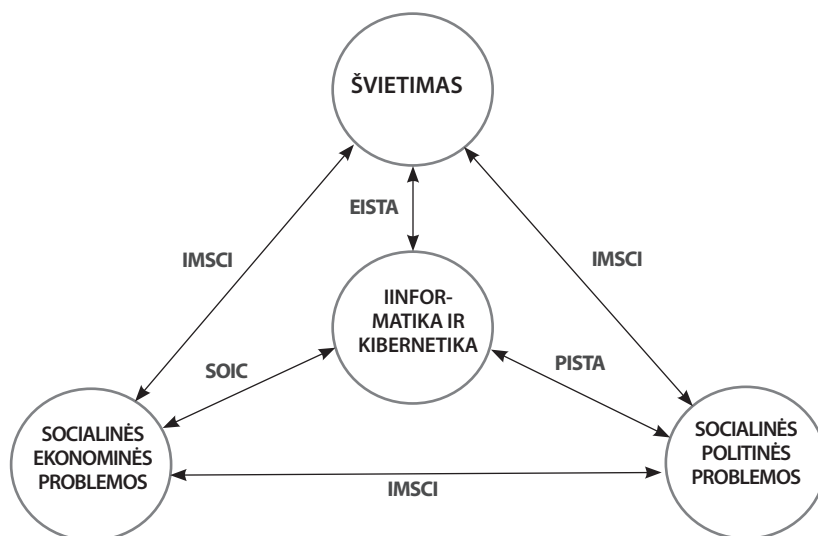 ŠVIETIMAS
EISTA
IMSCI
IMSCI
IINFOR-
MATIKA IR
KIBERNETIKA
SOIC
PISTA
SOCIALINĖS
EKONOMINĖS
PROBLEMOS
SOCIALINĖS
POLITINĖS
PROBLEMOS
IMSCI